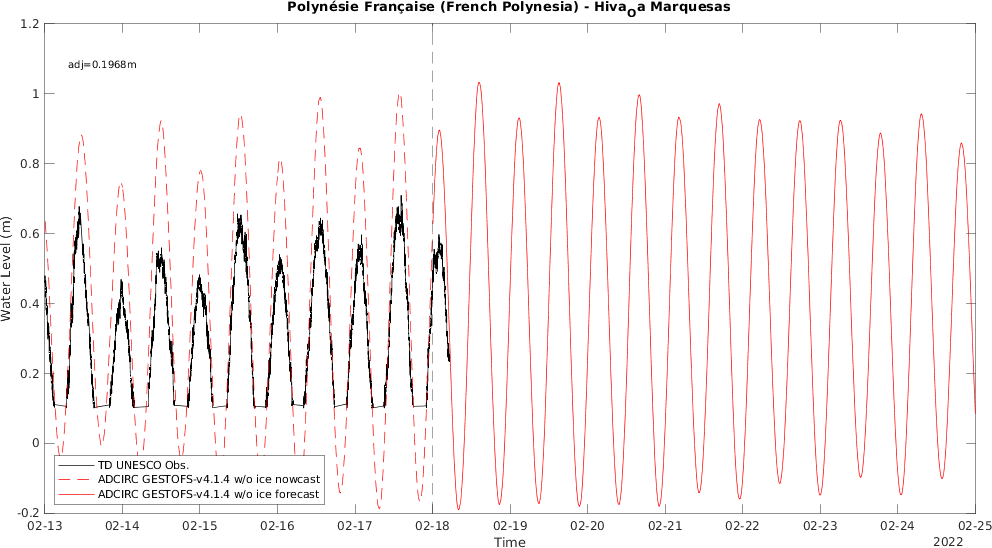 Polynésie Française (French Polynesia) - Hiva_Oa Marquesas
1.2
adj=0.1968m
1
0.8
0.6
Water Level (m)
0.4
0.2
0
TD UNESCO Obs.
ADCIRC GESTOFS-v4.1.4 w/o ice nowcast
ADCIRC GESTOFS-v4.1.4 w/o ice forecast
-0.2
02-13 02-14 02-15 02-16 02-17 02-18 02-19 02-20 02-21 02-22 02-23 02-24 02-25
Time
2022